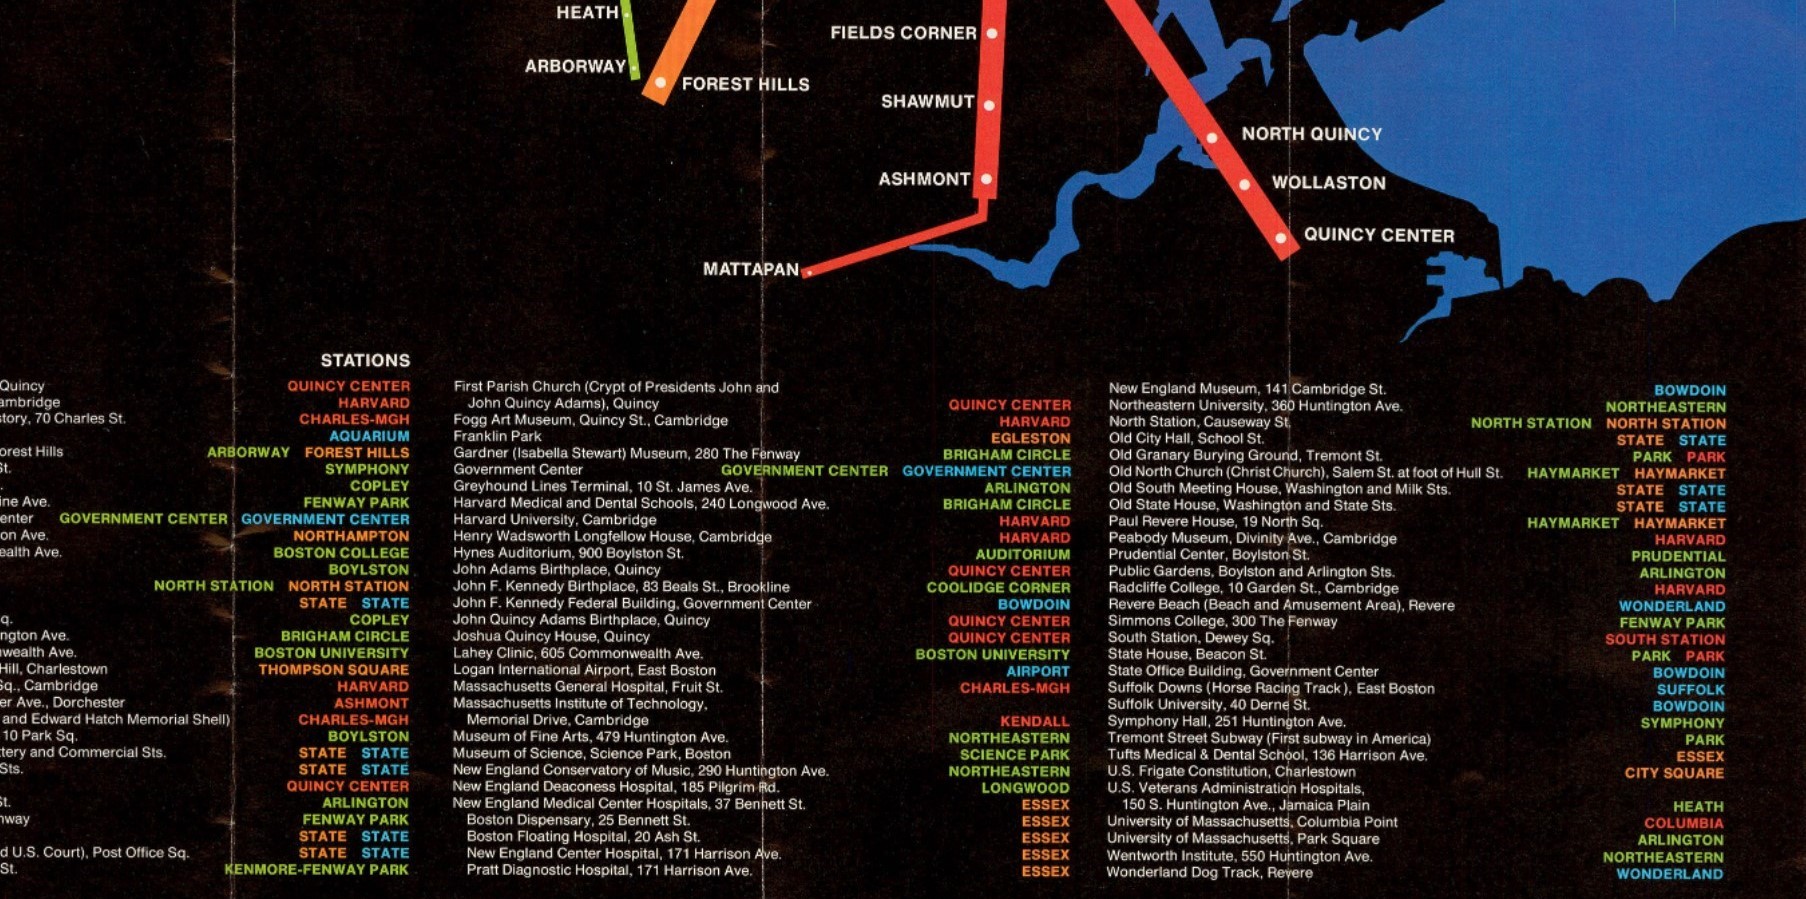 HEATH
ARBORWAY
FOREST HILLS
FIELDS CORNER
SHAWMUT
ASHMONT
MATTAPAN
NORTH QUINCY
WOLLASTON
QUINCY CENTER
STATIONS
Quincy QUINCY CENTER
ambridge HARVARD
story, 70 Charles St. CHARLES-MGH
AQUARIUM
orest Hills ARBORWAY FOREST HILLS
St. SYMPHONY
COPLEY
ine Ave. FENWAY PARK
enter GOVERNMENT CENTER GOVERNMENT CENTER
on Ave. NORTHAMPTON
ealth Ave. BOSTON COLLEGE
BOYLSTON
NORTH STATION NORTH STATION
STATE STATE
q. COPLEY
ngton Ave. BRIGHAM CIRCLE
nwealth Ave. BOSTON UNIVERSITY
Hill, Charlestown THOMPSON SQUARE
Sq., Cambridge HARVARD
er Ave., Dorchester ASHMONT
and Edward Hatch Memorial Shell) CHARLES-MGH
10 Park Sq. BOYLSTON
ttery and Commercial Sts. STATE STATE
Sts. STATE STATE
QUINCY CENTER
St. ARLINGTON
nway FENWAY PARK
STATE STATE
d U.S. Court), Post Office Sq. STATE STATE
St. KENMORE-FENWAY PARK
First Parish Church (Crypt of Presidents John and
John Quincy Adams), Quincy QUINCY CENTER
Fogg Art Museum, Quincy St., Cambridge HARVARD
Franklin Park EGLESTON
Gardner (Isabella Stewart) Museum, 280 The Fenway BRIGHAM CIRCLE
Government Center GOVERNMENT CENTER GOVERNMENT CENTER
Greyhound Lines Terminal, 10 St. James Ave. ARLINGTON
Harvard Medical and Dental Schools, 240 Longwood Ave. BRIGHAM CIRCLE
Harvard University, Cambridge HARVARD
Henry Wadsworth Longfellow House, Cambridge HARVARD
Hynes Auditorium, 900 Boylston St. AUDITORIUM
John Adams Birthplace, Quincy QUINCY CENTER
John F. Kennedy Birthplace, 83 Beals St., Brookline COOLIDGE CORNER
John F. Kennedy Federal Building, Government Center BOWDOIN
John Quincy Adams Birthplace, Quincy QUINCY CENTER
Joshua Quincy House, Quincy QUINCY CENTER
Lahey Clinic, 605 Commonwealth Ave. BOSTON UNIVERSITY
Logan International Airport, East Boston AIRPORT
Massachusetts General Hospital, Fruit St. CHARLES-MGH
Massachusetts Institute of Technology,
Memorial Drive, Cambridge KENDALL
Museum of Fine Arts, 479 Huntington Ave. NORTHEASTERN
Museum of Science, Science Park, Boston SCIENCE PARK
New England Conservatory of Music, 290 Huntington Ave. NORTHEASTERN
New England Deaconess Hospital, 185 Pilgrim Rd. LONGWOOD
New England Medical Center Hospitals, 37 Bennett St. ESSEX
Boston Dispensary, 25 Bennett St. ESSEX
Boston Floating Hospital, 20 Ash St. ESSEX
New England Center Hospital, 171 Harrison Ave. ESSEX
Pratt Diagnostic Hospital, 171 Harrison Ave. ESSEX
New England Museum, 141 Cambridge St. BOWDOIN
Northeastern University, 360 Huntington Ave. NORTHEASTERN
North Station, Causeway St. NORTH STATION NORTH STATION
Old City Hall, School St. STATE STATE
Old Granary Burying Ground, Tremont St. PARK PARK
Old North Church (Christ Church), Salem St. at foot of Hull St. HAYMARKET HAYMARKET
Old South Meeting House, Washington and Milk Sts. STATE STATE
Old State House, Washington and State Sts. STATE STATE
Paul Revere House, 19 North Sq. HAYMARKET HAYMARKET
Peabody Museum, Divinity Ave., Cambridge HARVARD
Prudential Center, Boylston St. PRUDENTIAL
Public Gardens, Boylston and Arlington Sts. ARLINGTON
Radcliffe College, 10 Garden St., Cambridge HARVARD
Revere Beach (Beach and Amusement Area), Revere WONDERLAND
Simmons College, 300 The Fenway FENWAY PARK
South Station, Dewey Sq. SOUTH STATION
State House, Beacon St. PARK PARK
State Office Building, Government Center BOWDOIN
Suffolk Downs (Horse Racing Track), East Boston SUFFOLK
Suffolk University, 40 Derne St. BOWDOIN
Symphony Hall, 251 Huntington Ave. SYMPHONY
Tremont Street Subway (First subway in America) PARK
Tufts Medical & Dental School, 136 Harrison Ave. ESSEX
U.S. Frigate Constitution, Charlestown CITY SQUARE
U.S. Veterans Administration Hospitals,
150 S. Huntington Ave., Jamaica Plain HEATH
University of Massachusetts, Columbia Point COLUMBIA
University of Massachusetts, Park Square ARLINGTON
Wentworth Institute, 550 Huntington Ave. NORTHEASTERN
Wonderland Dog Track, Revere WONDERLAND